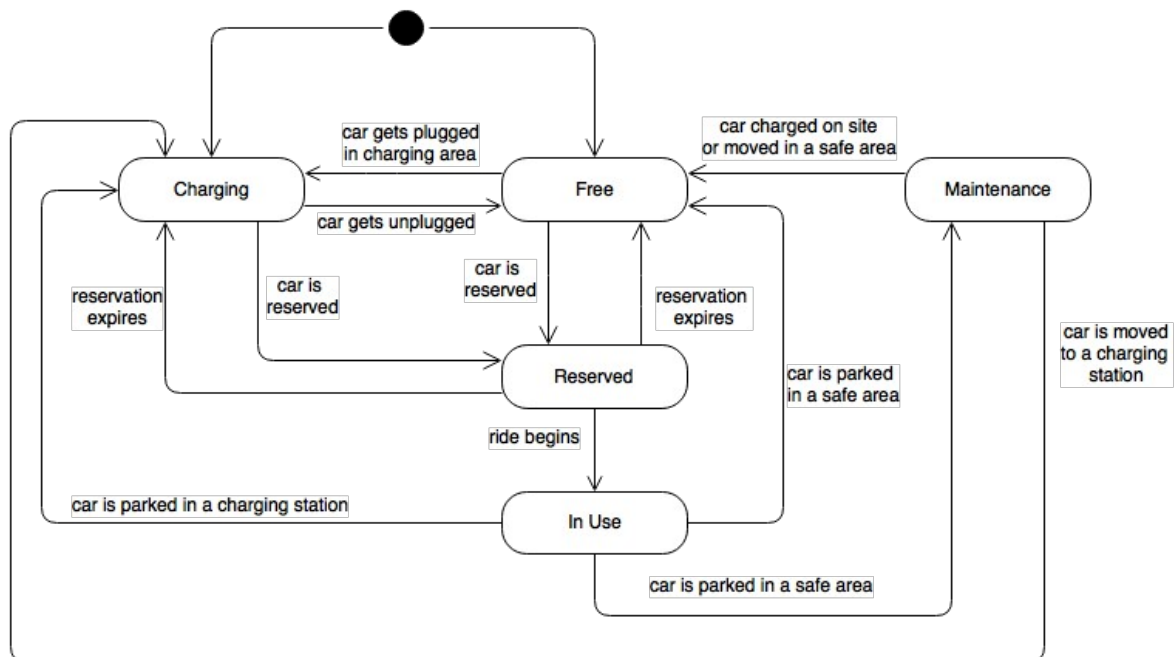 car gets plugged
in charging area
car charged on site
or moved in a safe area
Charging
Free
Maintenance
car gets unplugged
car is
reserved
car is
reserved
reservation
expires
reservation
expires
car is moved
to a charging
station
Reserved
car is parked
in a safe area
ride begins
car is parked in a charging station
In Use
car is parked in a safe area